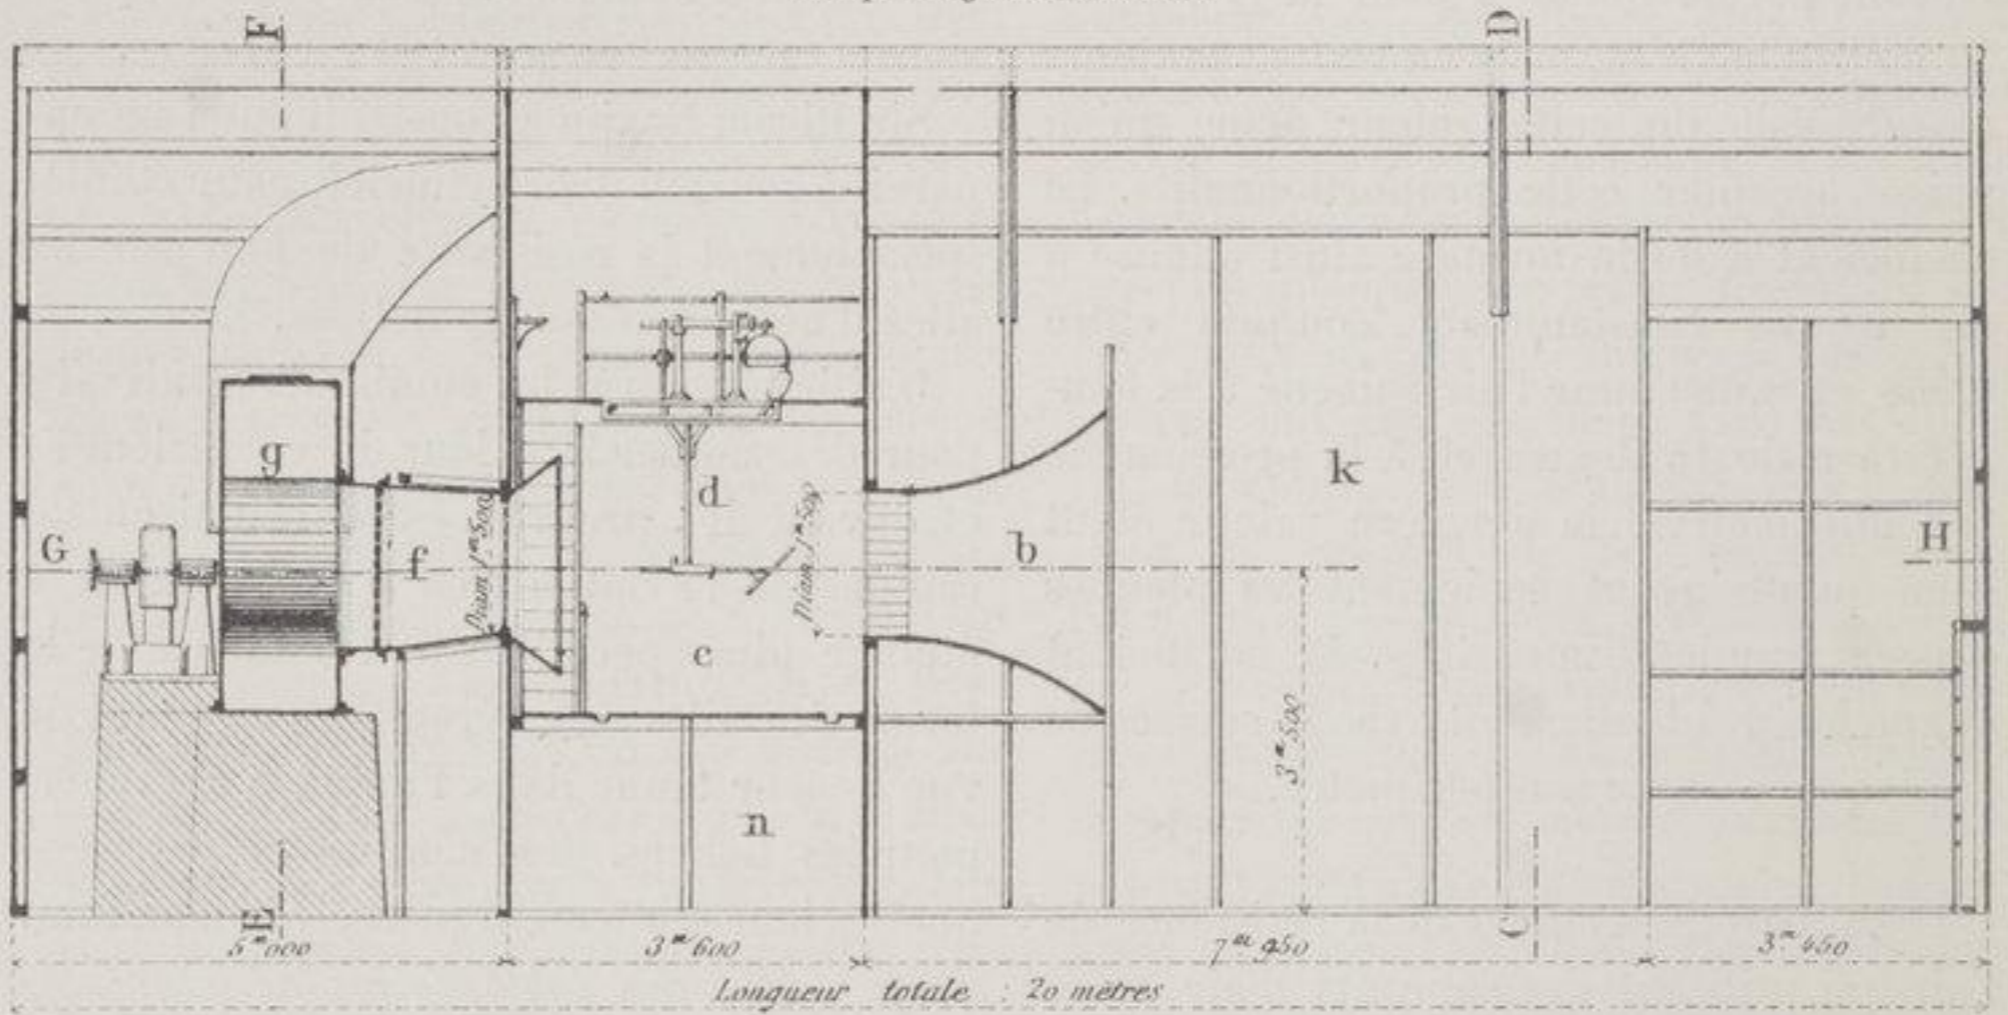 F D
g
d
k
G f Diam. 1ᵐ500 Diam. 1ᵐ500 b H
c
3ᵐ500
n
E C
5ᵐ000 3ᵐ600 7ᵐ950 3ᵐ450
Longueur totale : 20 mètres